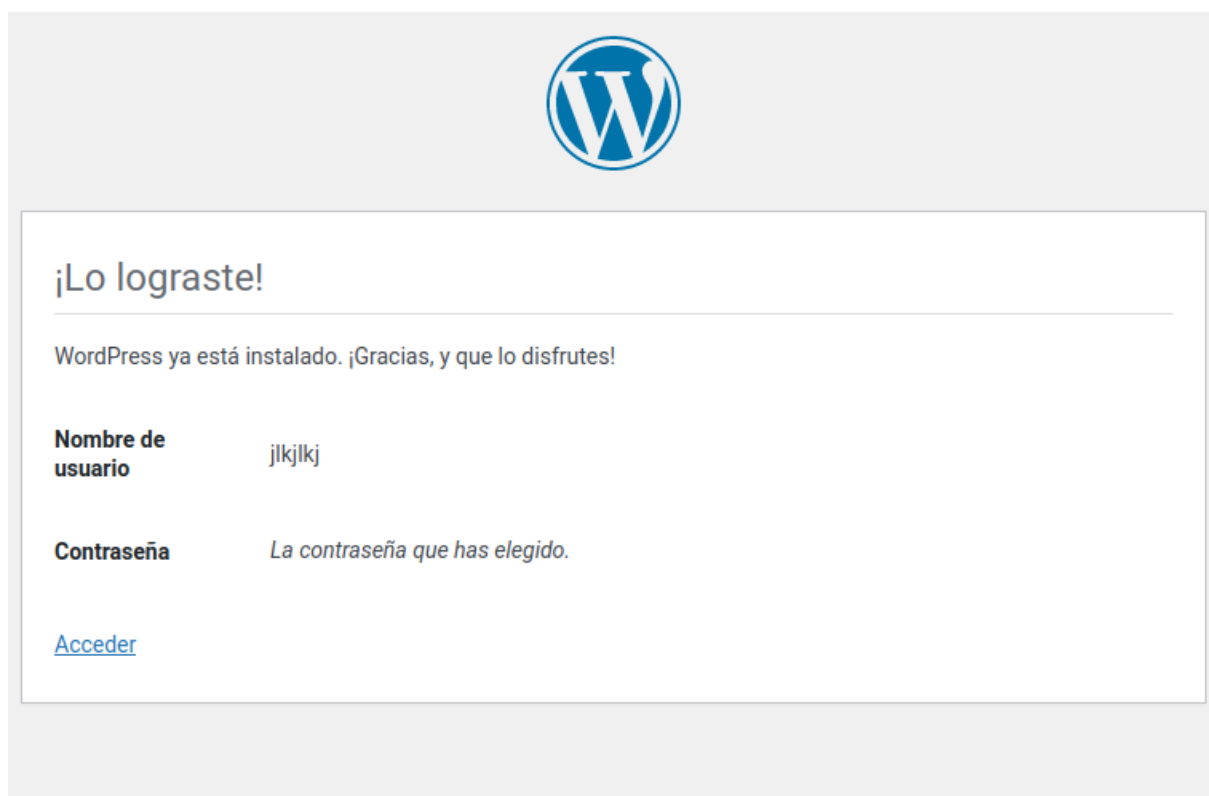 ¡Lo lograste!
WordPress ya está instalado. ¡Gracias, y que lo disfrutes!
Nombre de
usuario
jlkjlkj
Contraseña
La contraseña que has elegido.
Acceder